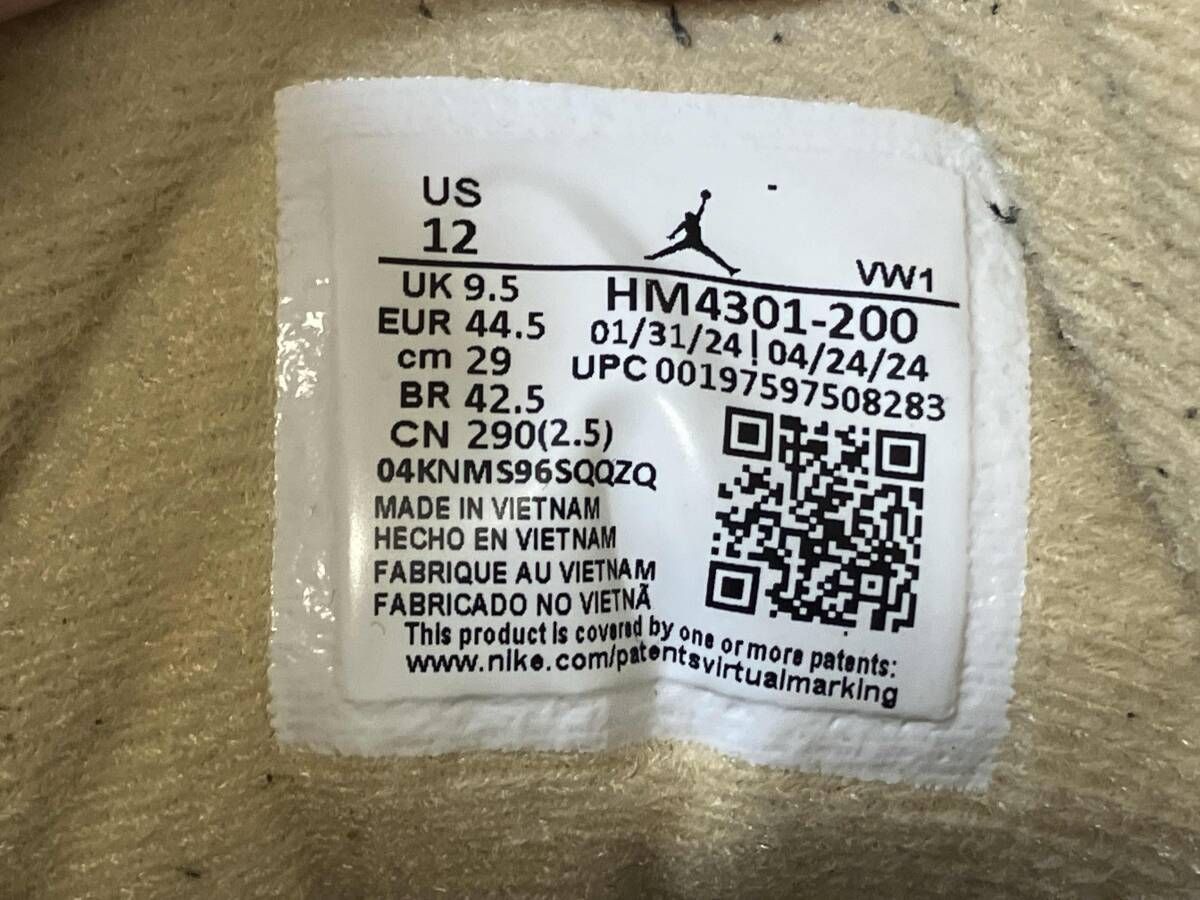 US
12
VW1
UK 9.5
HM4301-200
EUR 44.5
01/31/24 | 04/24/24
cm 29
UPC 00197597508283
BR 42.5
CN 290(2.5)
04KNMS96SQQZQ
MADE IN VIETNAM
HECHO EN VIETNAM
FABRIQUE AU VIETNAM
FABRICADO NO VIETNÃ
This product is covered by one or more patents:
www.nike.com/patentsvirtualmarking